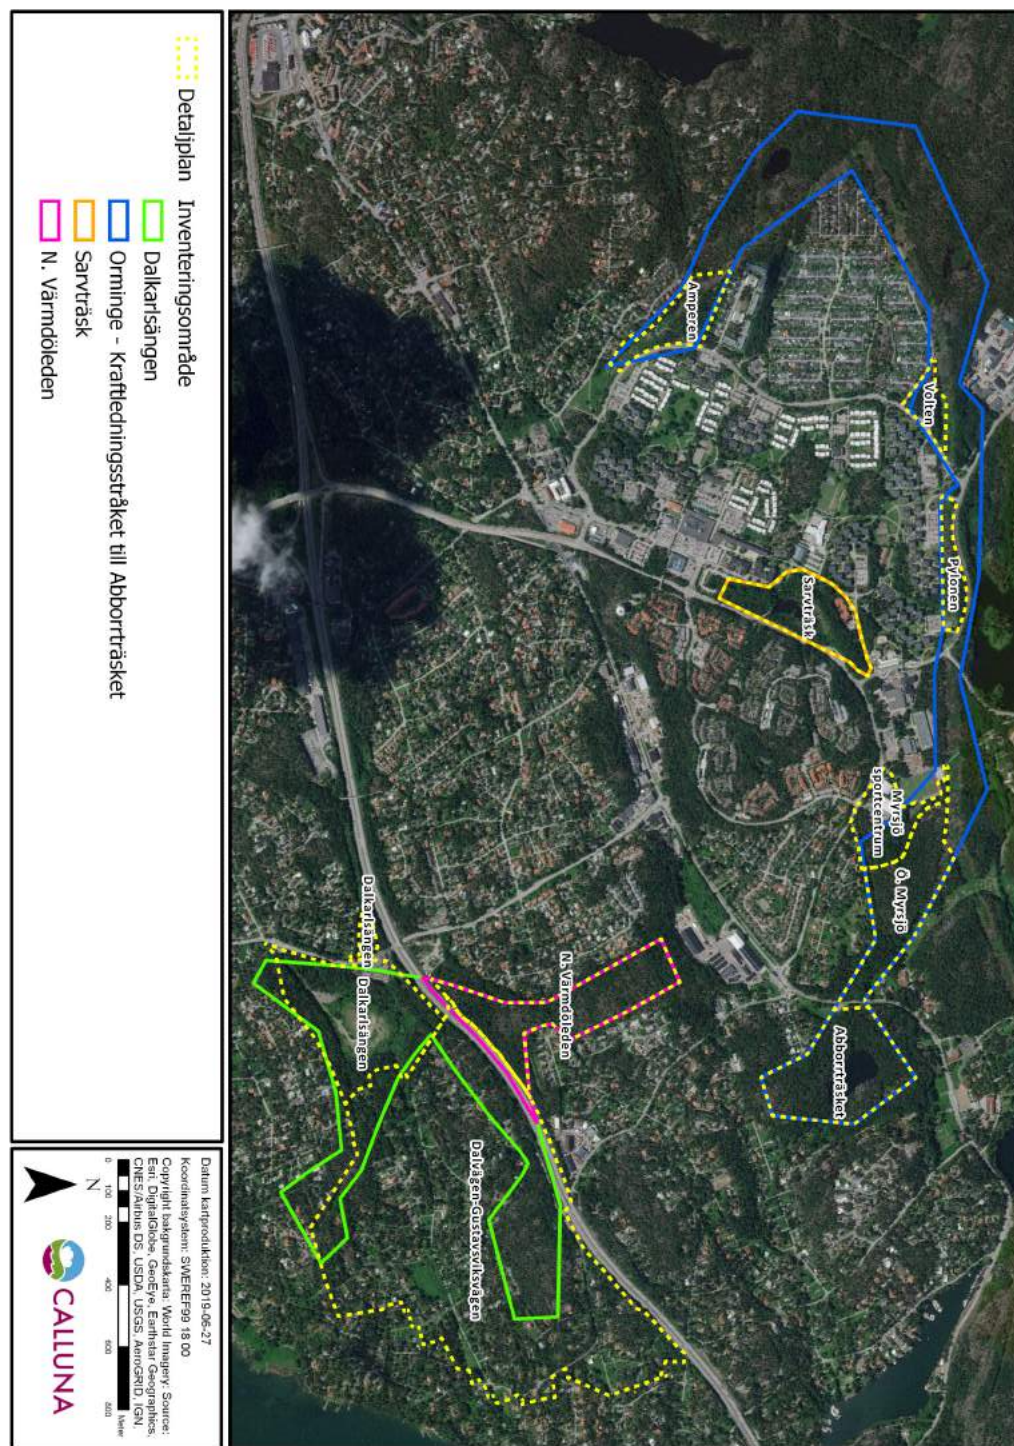 Volten
Pylonen
Amperen
Sarvträsk
Myrsjö
sportcentrum
Ö. Myrsjö
Abborrträsket
N. Värmdöleden
Dalkarlsängen
Dalkarlsängen
Dalvägen-Gustavsviksvägen
Detaljplan
Inventeringsområde
Dalkarlsängen
Orminge - Kraftledningsstråket till Abborrträsket
Sarvträsk
N. Värmdöleden
Datum kartproduktion: 2019-06-27
Koordinatsystem: SWEREF99 18 00
Copyright bakgrundskarta: World Imagery: Source:
Esri, DigitalGlobe, GeoEye, Earthstar Geographics,
CNES/Airbus DS, USDA, USGS, AeroGRID, IGN,
0 100 200 400 600 800
Meter
N
CALLUNA